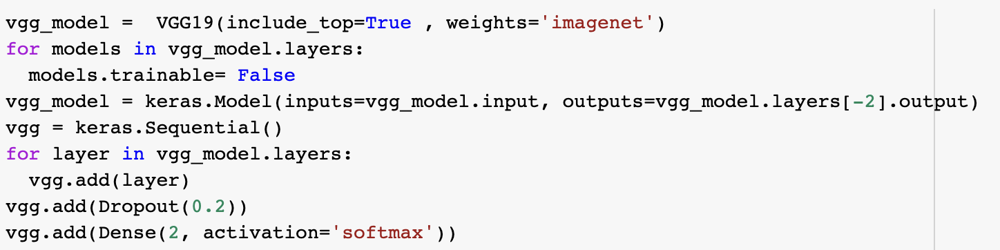 vgg_model =  VGG19(include_top=True , weights='imagenet')
for models in vgg_model.layers:
  models.trainable= False
vgg_model = keras.Model(inputs=vgg_model.input, outputs=vgg_model.layers[-2].output)
vgg = keras.Sequential()
for layer in vgg_model.layers:
  vgg.add(layer)
vgg.add(Dropout(0.2))
vgg.add(Dense(2, activation='softmax'))